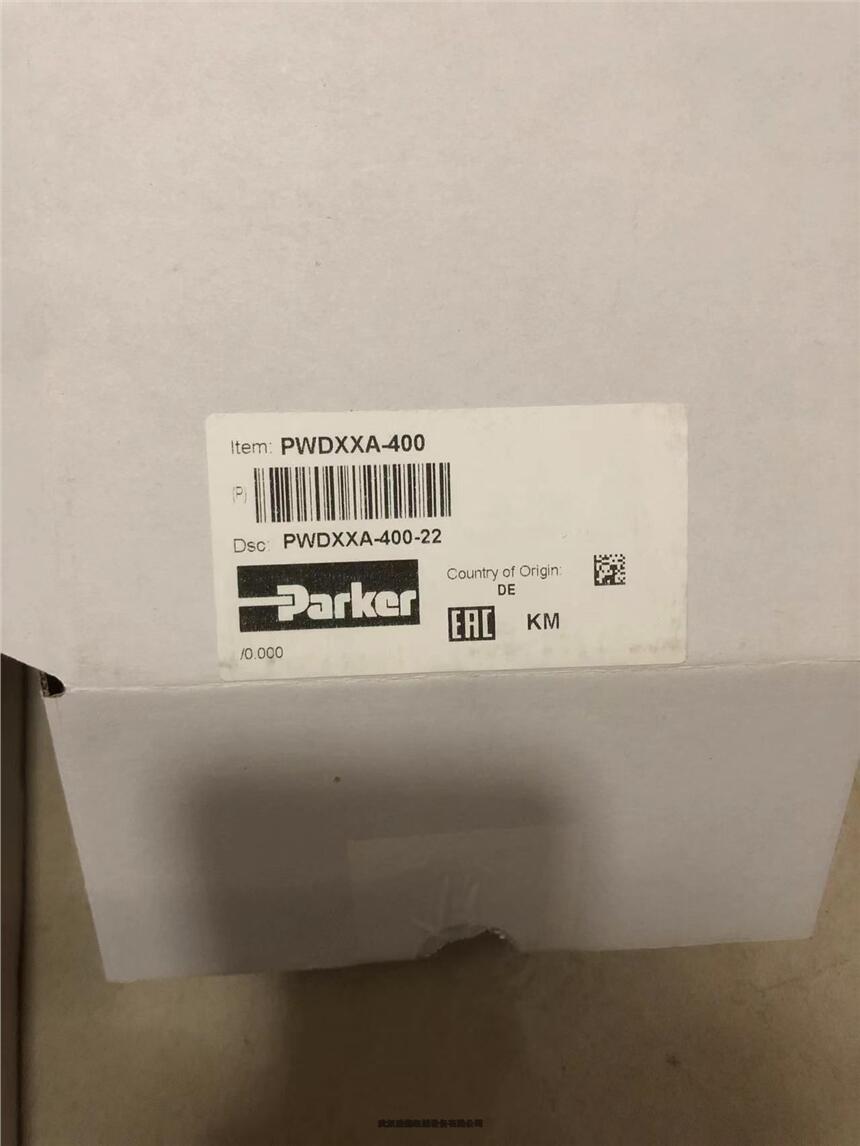 Item: PWDXXA-400
(P)
Dsc: PWDXXA-400-22
Parker
Country of Origin:
DE
EAC KM
/0.000